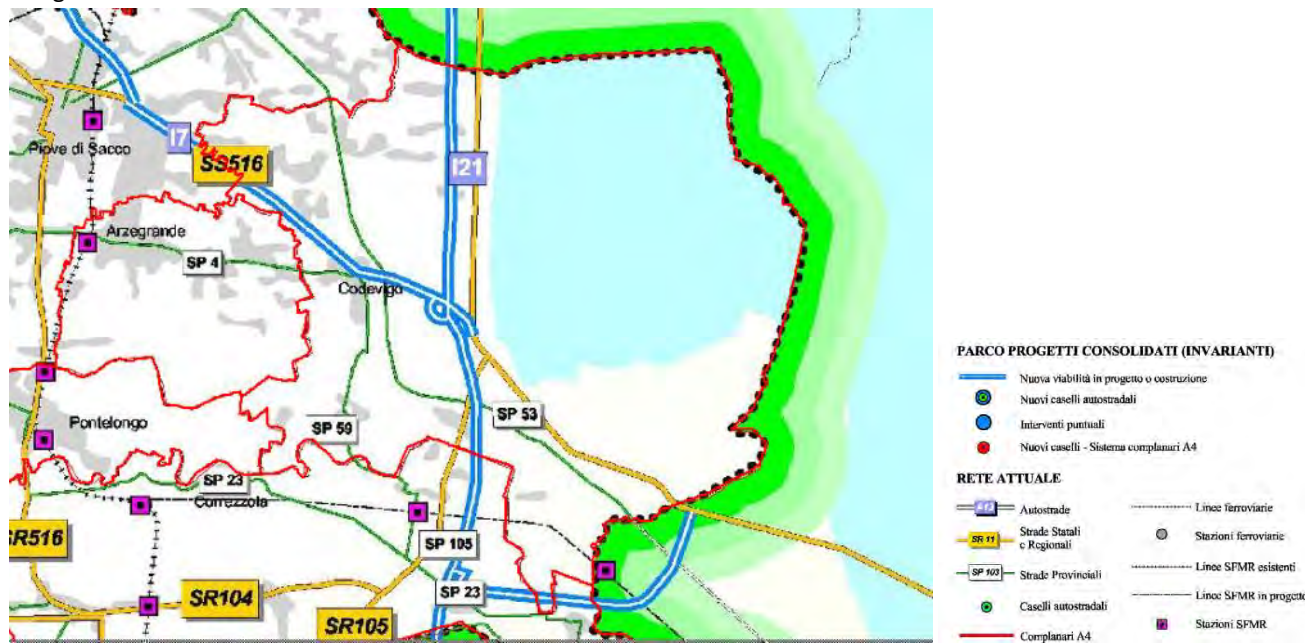 I7
Piove di Sacco
SS516
I21
Arzegrande
SP 4
Codevigo
Pontelongo
SP 59
SP 53
SP 23
Correzzola
SR516
SP 105
SP 23
SR104
SR105
PARCO PROGETTI CONSOLIDATI (INVARIANTI)
Nuova viabilità in progetto o costruzione
Nuovi caselli autostradali
Interventi puntuali
Nuovi caselli - Sistema complanari A4
RETE ATTUALE
Autostrade
SR 11
Strade Statali
e Regionali
SP 103
Strade Provinciali
Caselli autostradali
Complanari A4
Linee ferroviarie
Stazioni ferroviarie
Linee SFMR esistenti
Linee SFMR in progetto
Stazioni SFMR